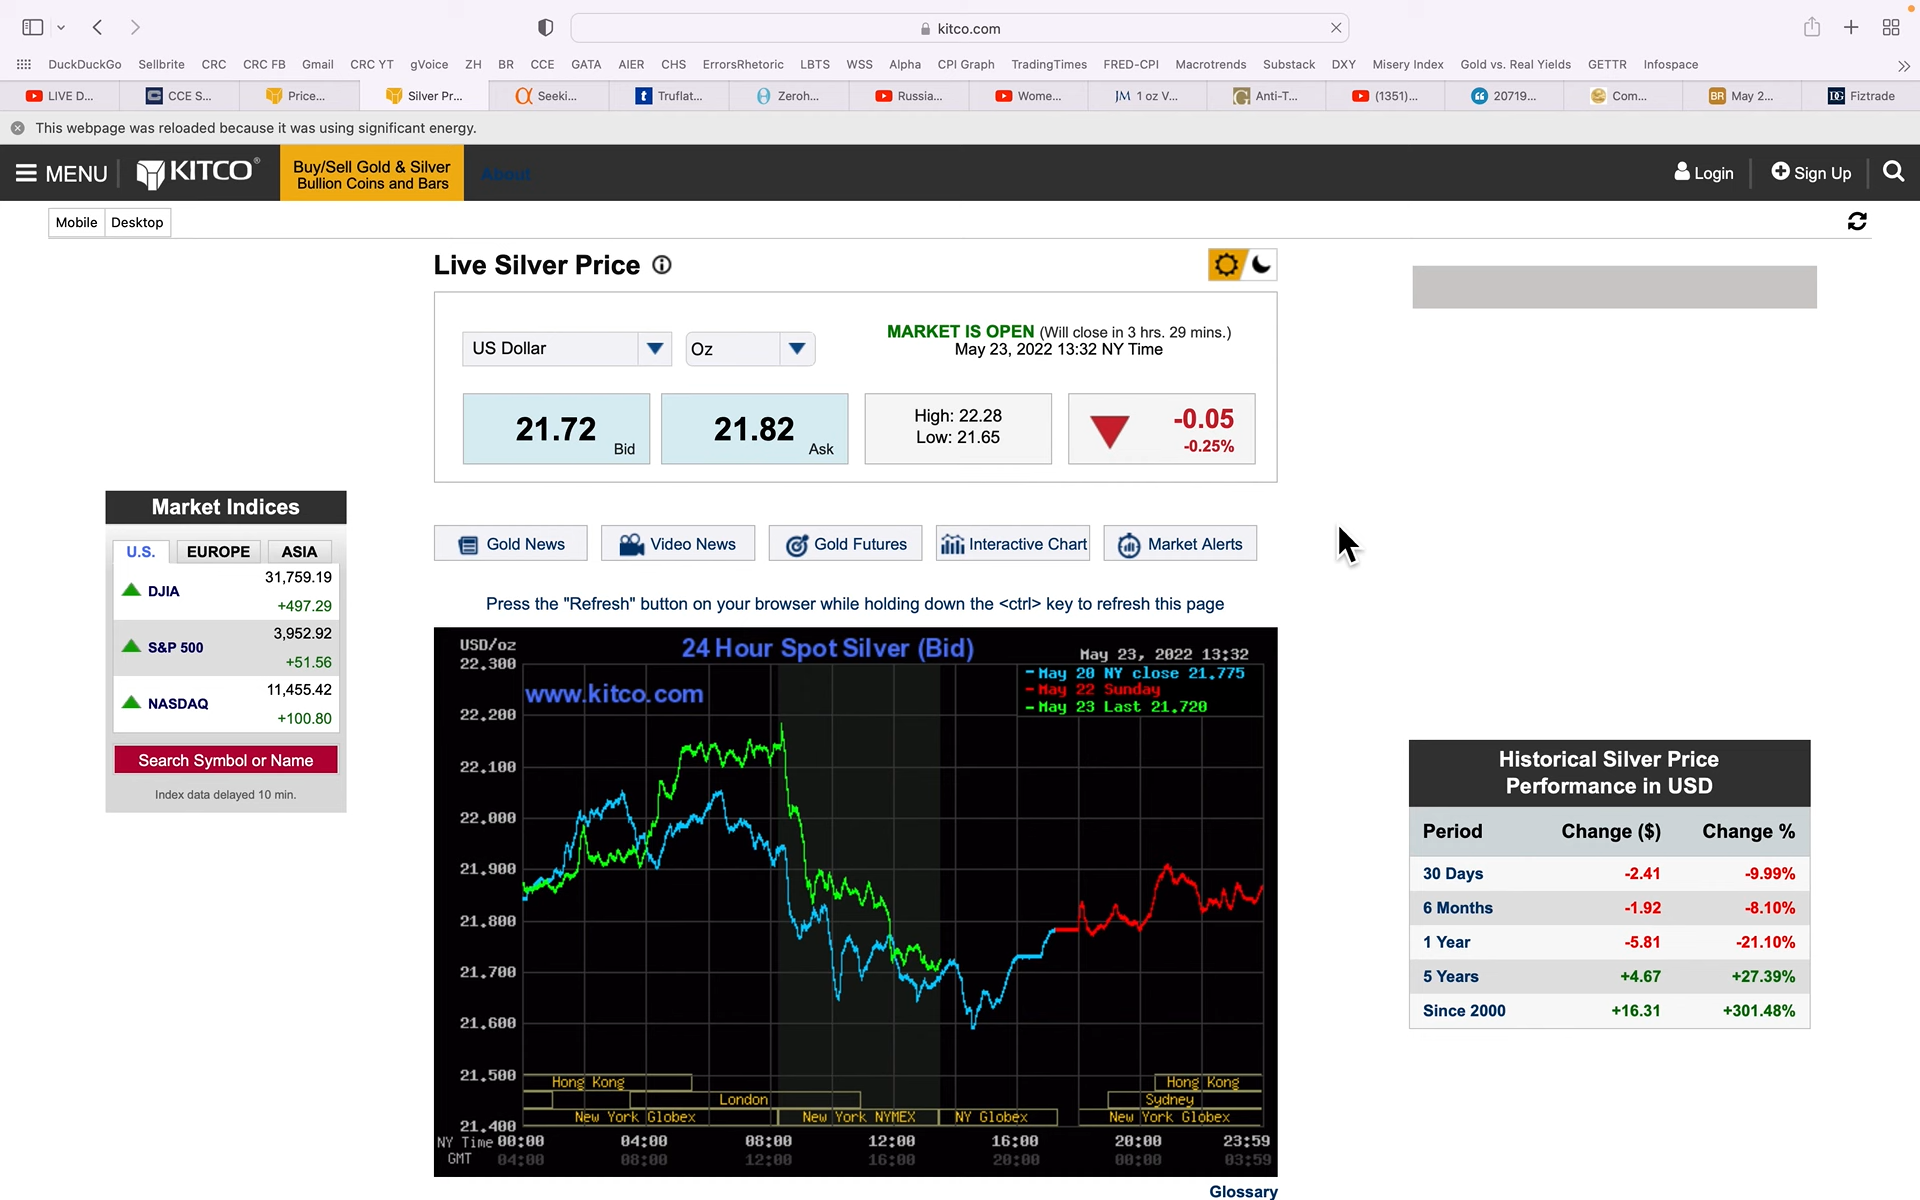 kitco.com
DuckDuckGo Sellbrite CRC CRC FB Gmail CRC YT gVoice ZH BR CCE GATA AIER CHS ErrorsRhetoric LBTS WSS Alpha CPI Graph TradingTimes FRED-CPI Macrotrends Substack DXY Misery Index Gold vs. Real Yields GETTR Infospace
LIVE D... CCE S... Price... Silver Pr... Seeki... Truflat... Zeroh... Russia... Wome... JM 1 oz V... Anti-T... (1351)... 20719... Com... BR May 2... DG Fiztrade
This webpage was reloaded because it was using significant energy.
MENU KITCO® Buy/Sell Gold & Silver
Bullion Coins and Bars
About
Login Sign Up
Mobile Desktop
Live Silver Price
US Dollar Oz
MARKET IS OPEN (Will close in 3 hrs. 29 mins.)
May 23, 2022 13:32 NY Time
21.72 Bid
21.82 Ask
High: 22.28
Low: 21.65
-0.05
-0.25%
Gold News Video News Gold Futures Interactive Chart Market Alerts
Press the "Refresh" button on your browser while holding down the <ctrl> key to refresh this page
Market Indices
U.S. EUROPE ASIA
DJIA 31,759.19
+497.29
S&P 500 3,952.92
+51.56
NASDAQ 11,455.42
+100.80
Search Symbol or Name
Index data delayed 10 min.
USD/oz 24 Hour Spot Silver (Bid) May 23, 2022 13:32
www.kitco.com
May 20 NY close 21.775
May 22 Sunday
May 23 Last 21.720
22.300
22.200
22.100
22.000
21.900
21.800
21.700
21.600
21.500
21.400
Hong Kong Hong Kong
London Sydney
New York Globex New York NYMEX NY Globex New York Globex
NY Time 00:00 04:00 08:00 12:00 16:00 20:00 23:59
GMT 04:00 08:00 12:00 16:00 20:00 00:00 03:59
Glossary
Historical Silver Price
Performance in USD
Period Change ($) Change %
30 Days -2.41 -9.99%
6 Months -1.92 -8.10%
1 Year -5.81 -21.10%
5 Years +4.67 +27.39%
Since 2000 +16.31 +301.48%